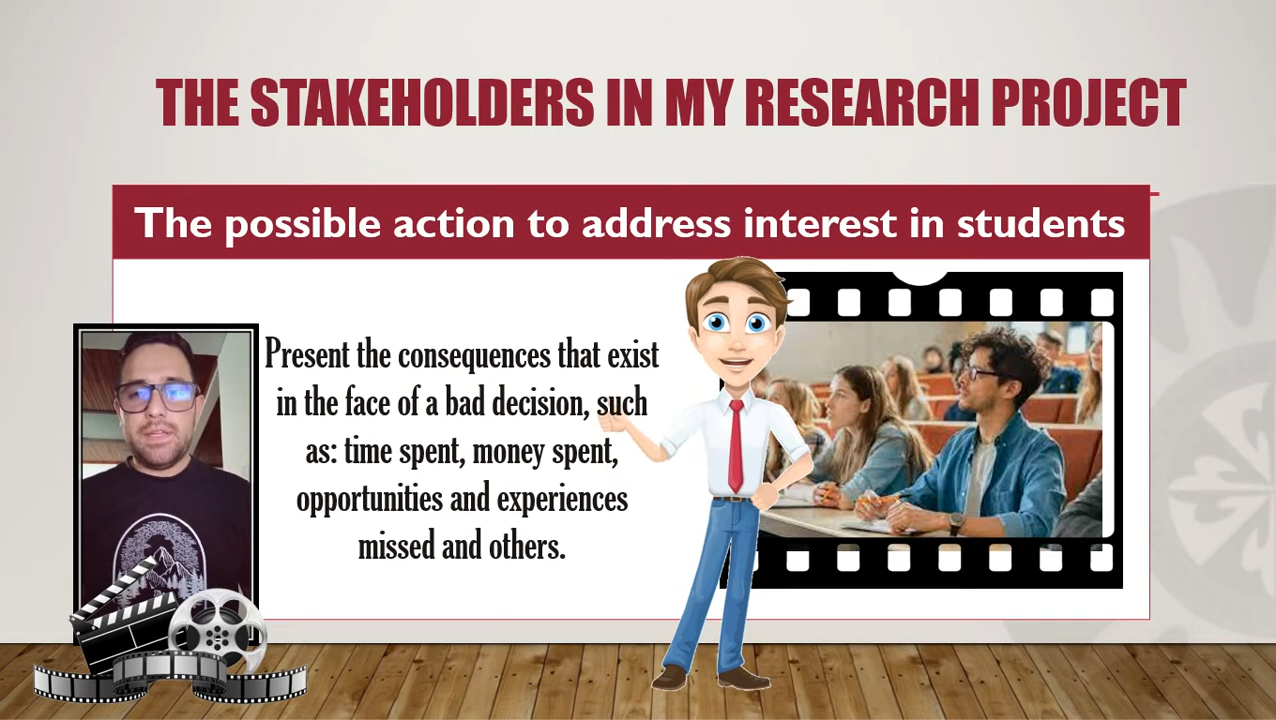 THE STAKEHOLDERS IN MY RESEARCH PROJECT
The possible action to address interest in students
Present the consequences that exist
in the face of a bad decision, such
as: time spent, money spent,
opportunities and experiences
missed and others.